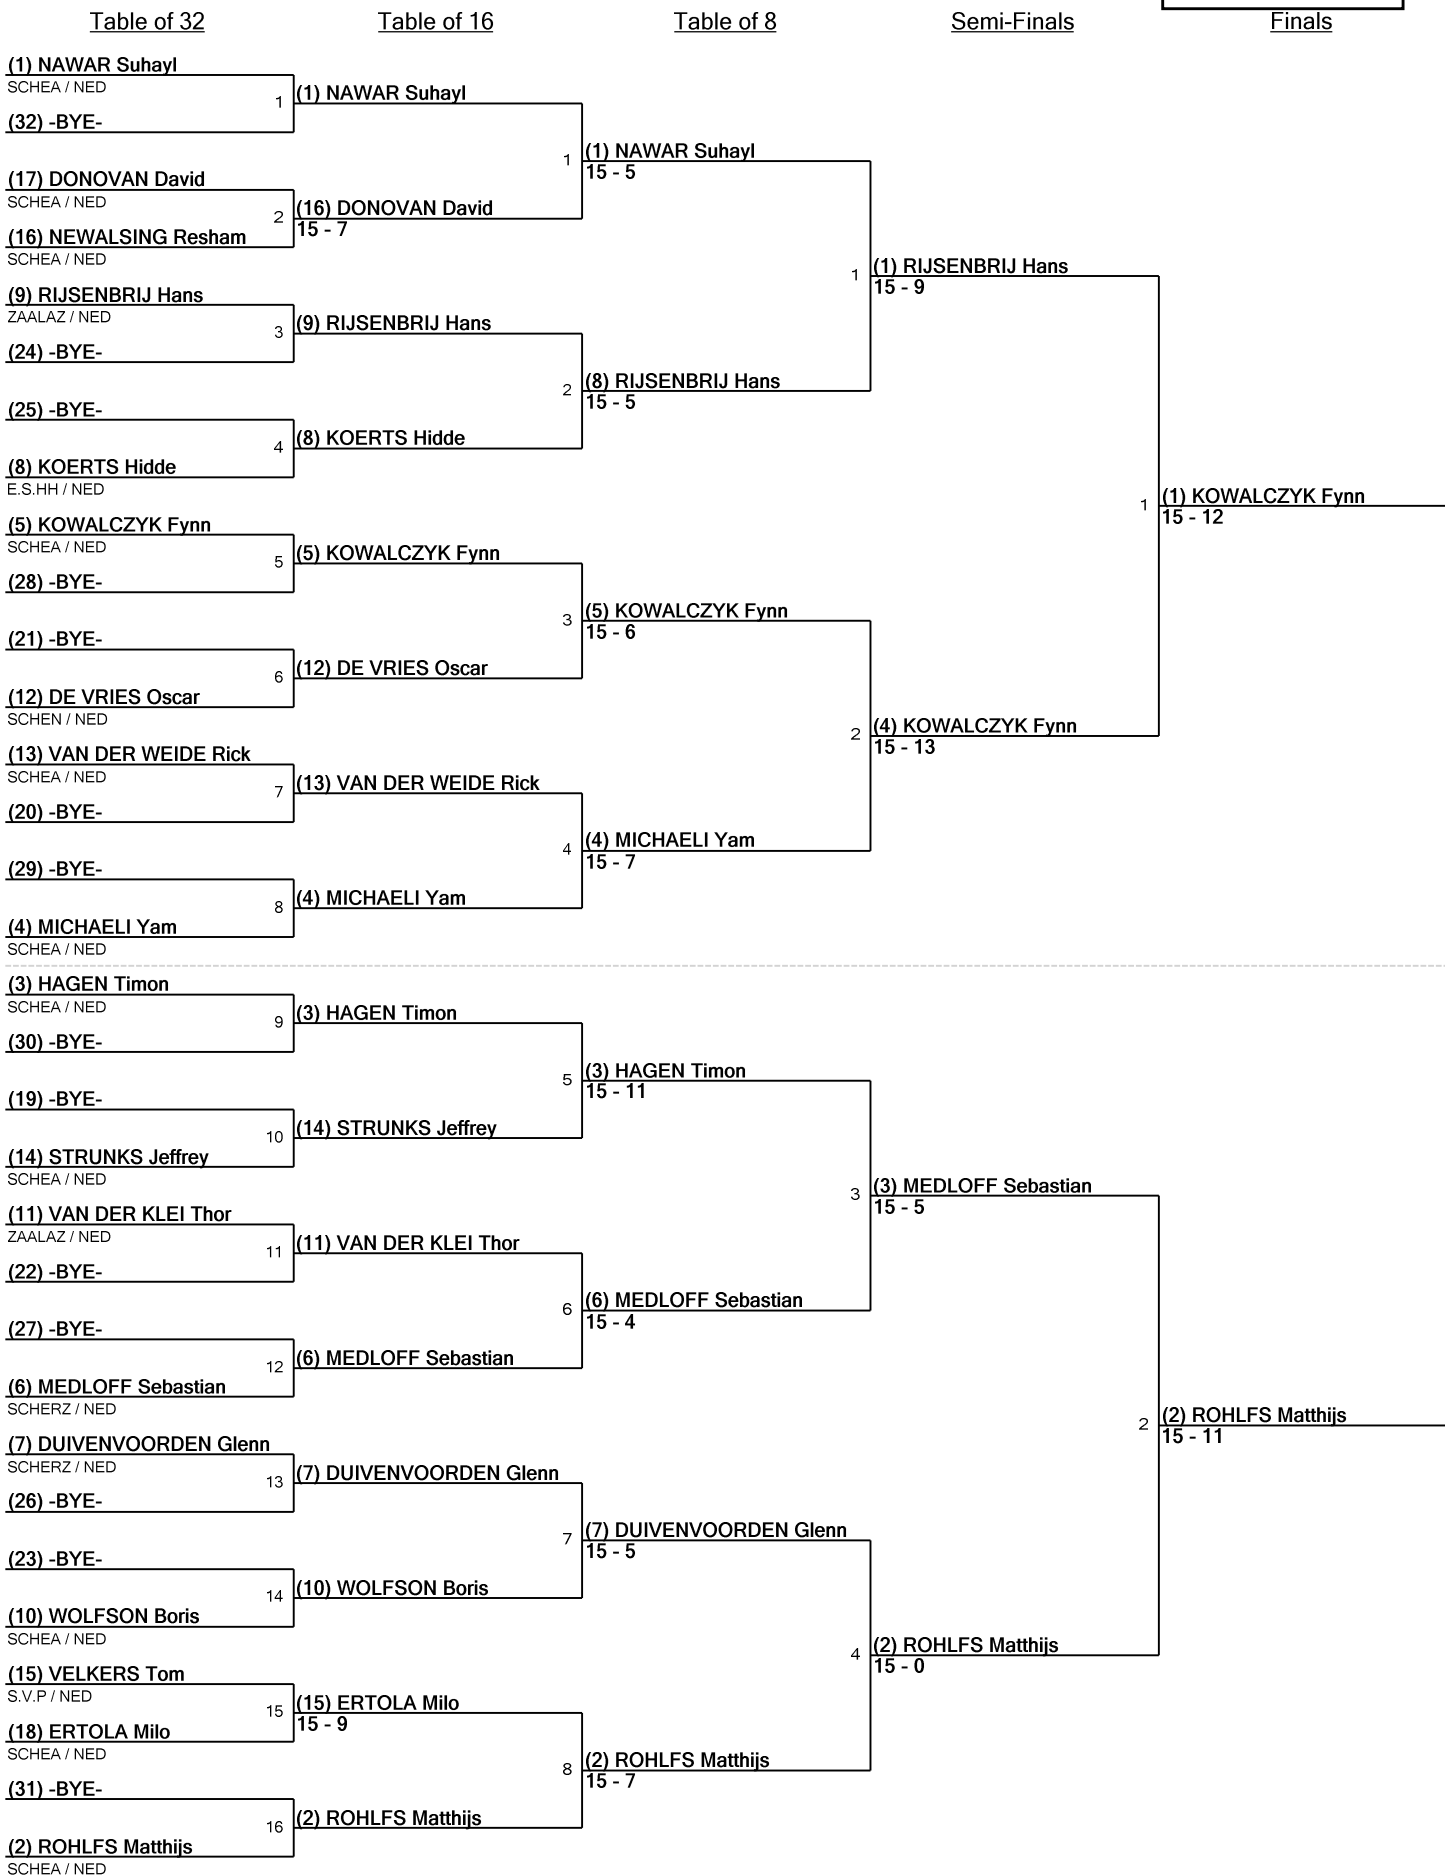 Table of 32
Table of 16
Table of 8
Semi-Finals
Finals
(1) NAWAR Suhayl
SCHEA / NED
1
(32) -BYE-
(17) DONOVAN David
SCHEA / NED
2
(16) NEWALSING Resham
SCHEA / NED
(9) RIJSENBRIJ Hans
ZAALAZ / NED
3
(24) -BYE-
(25) -BYE-
4
(8) KOERTS Hidde
E.S.HH / NED
(5) KOWALCZYK Fynn
SCHEA / NED
5
(28) -BYE-
(21) -BYE-
6
(12) DE VRIES Oscar
SCHEN / NED
(13) VAN DER WEIDE Rick
SCHEA / NED
7
(20) -BYE-
(29) -BYE-
8
(4) MICHAELI Yam
SCHEA / NED
(3) HAGEN Timon
SCHEA / NED
9
(30) -BYE-
(19) -BYE-
10
(14) STRUNKS Jeffrey
SCHEA / NED
(11) VAN DER KLEI Thor
ZAALAZ / NED
11
(22) -BYE-
(27) -BYE-
12
(6) MEDLOFF Sebastian
SCHERZ / NED
(7) DUIVENVOORDEN Glenn
SCHERZ / NED
13
(26) -BYE-
(23) -BYE-
14
(10) WOLFSON Boris
SCHEA / NED
(15) VELKERS Tom
S.V.P / NED
15
(18) ERTOLA Milo
SCHEA / NED
(31) -BYE-
16
(2) ROHLFS Matthijs
SCHEA / NED
(1) NAWAR Suhayl
1
(16) DONOVAN David
15 - 7
(9) RIJSENBRIJ Hans
2
(8) KOERTS Hidde
(5) KOWALCZYK Fynn
3
(12) DE VRIES Oscar
(13) VAN DER WEIDE Rick
4
(4) MICHAELI Yam
(3) HAGEN Timon
5
(14) STRUNKS Jeffrey
(11) VAN DER KLEI Thor
6
(6) MEDLOFF Sebastian
(7) DUIVENVOORDEN Glenn
7
(10) WOLFSON Boris
(15) ERTOLA Milo
15 - 9
8
(2) ROHLFS Matthijs
(1) NAWAR Suhayl
15 - 5
1
(8) RIJSENBRIJ Hans
15 - 5
(5) KOWALCZYK Fynn
15 - 6
2
(4) MICHAELI Yam
15 - 7
(3) HAGEN Timon
15 - 11
3
(6) MEDLOFF Sebastian
15 - 4
(7) DUIVENVOORDEN Glenn
15 - 5
4
(2) ROHLFS Matthijs
15 - 7
(1) RIJSENBRIJ Hans
15 - 9
1
(4) KOWALCZYK Fynn
15 - 13
(3) MEDLOFF Sebastian
15 - 5
2
(2) ROHLFS Matthijs
15 - 0
(1) KOWALCZYK Fynn
15 - 12
(2) ROHLFS Matthijs
15 - 11